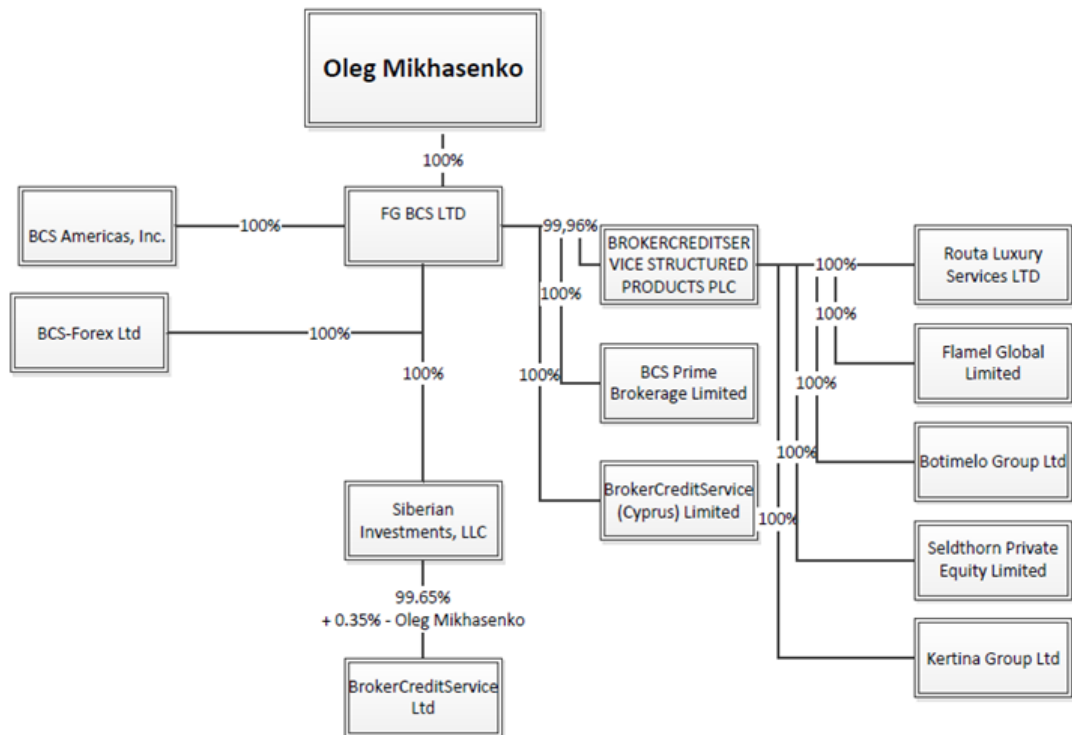 Oleg Mikhasenko
100%
FG BCS LTD
BCS Americas, Inc.
100%
99,96%
BROKERCREDITSER
VICE STRUCTURED
PRODUCTS PLC
100%
Routa Luxury
Services LTD
BCS-Forex Ltd
100%
100%
100%
Flamel Global
Limited
100%
100%
BCS Prime
Brokerage Limited
100%
Botimelo Group Ltd
100%
Siberian
Investments, LLC
BrokerCreditService
(Cyprus) Limited
100%
Seldthorn Private
Equity Limited
99.65%
+ 0.35% - Oleg Mikhasenko
BrokerCreditService
Ltd
Kertina Group Ltd